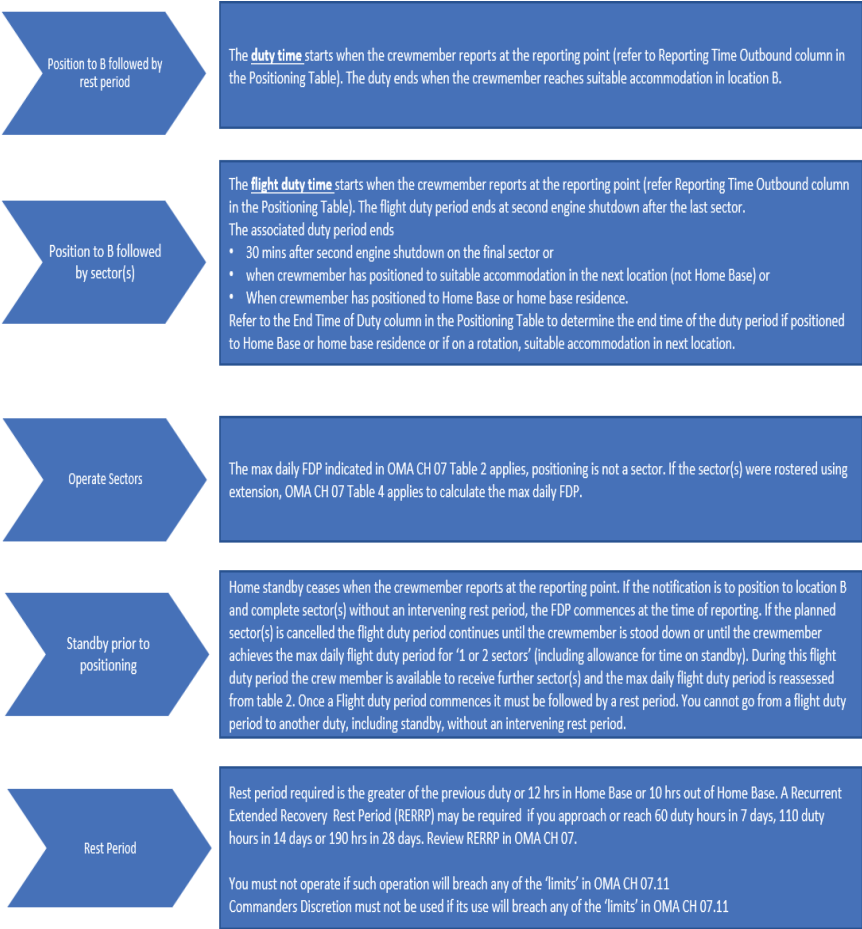 Position to B followed by
rest period
The duty time starts when the crewmember reports at the reporting point (refer to Reporting Time Outbound column in
the Positioning Table). The duty ends when the crewmember reaches suitable accommodation in location B.
Position to B followed
by sector(s)
The flight duty time starts when the crewmember reports at the reporting point (refer Reporting Time Outbound column
in the Positioning Table). The flight duty period ends at second engine shutdown after the last sector.
The associated duty period ends
• 30 mins after second engine shutdown on the final sector or
• when crewmember has positioned to suitable accommodation in the next location (not Home Base) or
• When crewmember has positioned to Home Base or home base residence.
Refer to the End Time of Duty column in the Positioning Table to determine the end time of the duty period if positioned
to Home Base or home base residence or if on a rotation, suitable accommodation in next location.
Operate Sectors
The max daily FDP indicated in OMA CH 07 Table 2 applies, positioning is not a sector. If the sector(s) were rostered using
extension, OMA CH 07 Table 4 applies to calculate the max daily FDP.
Standby prior to
positioning
Home standby ceases when the crewmember reports at the reporting point. If the notification is to position to location B
and complete sector(s) without an intervening rest period, the FDP commences at the time of reporting. If the planned
sector(s) is cancelled the flight duty period continues until the crewmember is stood down or until the crewmember
achieves the max daily flight duty period for '1 or 2 sectors' (including allowance for time on standby). During this flight
duty period the crew member is available to receive further sector(s) and the max daily flight duty period is reassessed
from table 2. Once a Flight duty period commences it must be followed by a rest period. You cannot go from a flight duty
period to another duty, including standby, without an intervening rest period.
Rest Period
Rest period required is the greater of the previous duty or 12 hrs in Home Base or 10 hrs out of Home Base. A Recurrent
Extended Recovery Rest Period (RERRP) may be required if you approach or reach 60 duty hours in 7 days, 110 duty
hours in 14 days or 190 hrs in 28 days. Review RERRP in OMA CH 07.
You must not operate if such operation will breach any of the 'limits' in OMA CH 07.11
Commanders Discretion must not be used if its use will breach any of the 'limits' in OMA CH 07.11